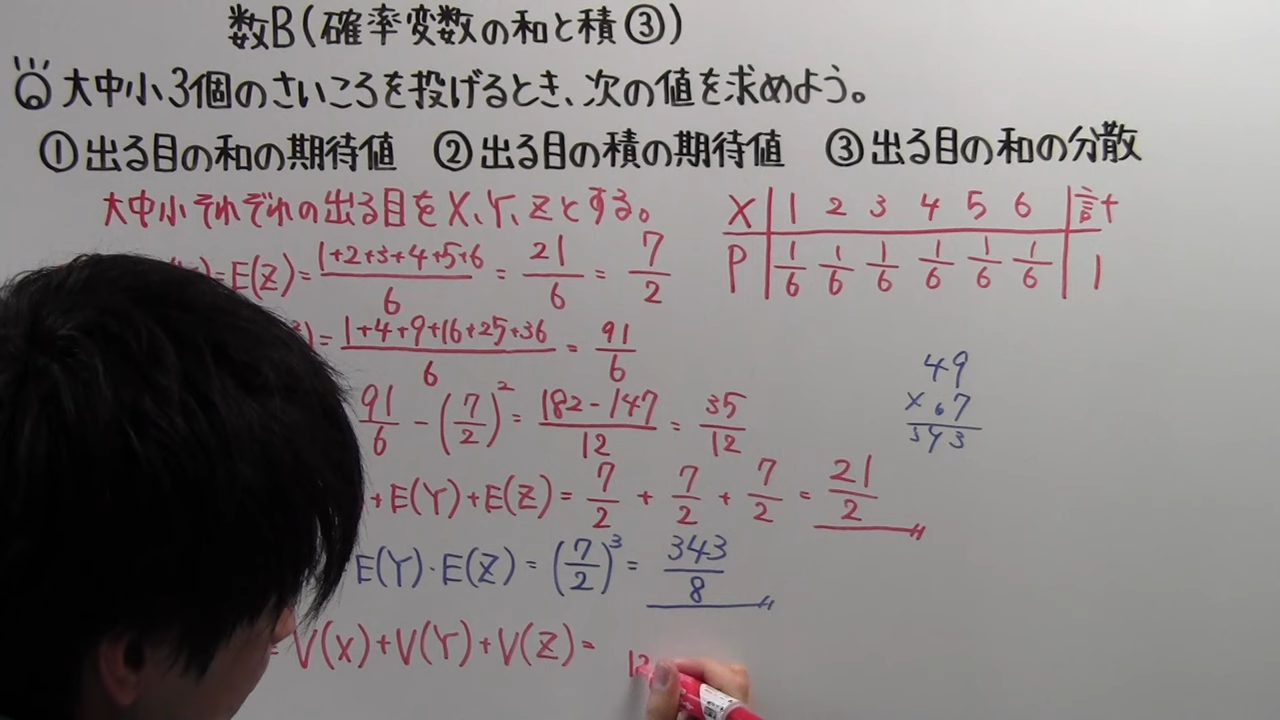 数B(確率変数の和と積③)
Q 大中小3個のさいころを投げるとき、次の値を求めよう。
①出る目の和の期待値 ②出る目の積の期待値 ③出る目の和の分散
大中小それぞれの出る目をX、Y、Zとする。
X | 1 2 3 4 5 6 | 計
P | 1/6 1/6 1/6 1/6 1/6 1/6 | 1
=E(Z)= (1+2+3+4+5+6)/6 = 21/6 = 7/2
)= (1+4+9+16+25+36)/6 = 91/6
91/6 - (7/2)² = (182-147)/12 = 35/12
+E(Y)+E(Z)= 7/2 + 7/2 + 7/2 = 21/2
E(Y)·E(Z)= (7/2)³ = 343/8
= V(X)+V(Y)+V(Z)=
12
49
× 67
343